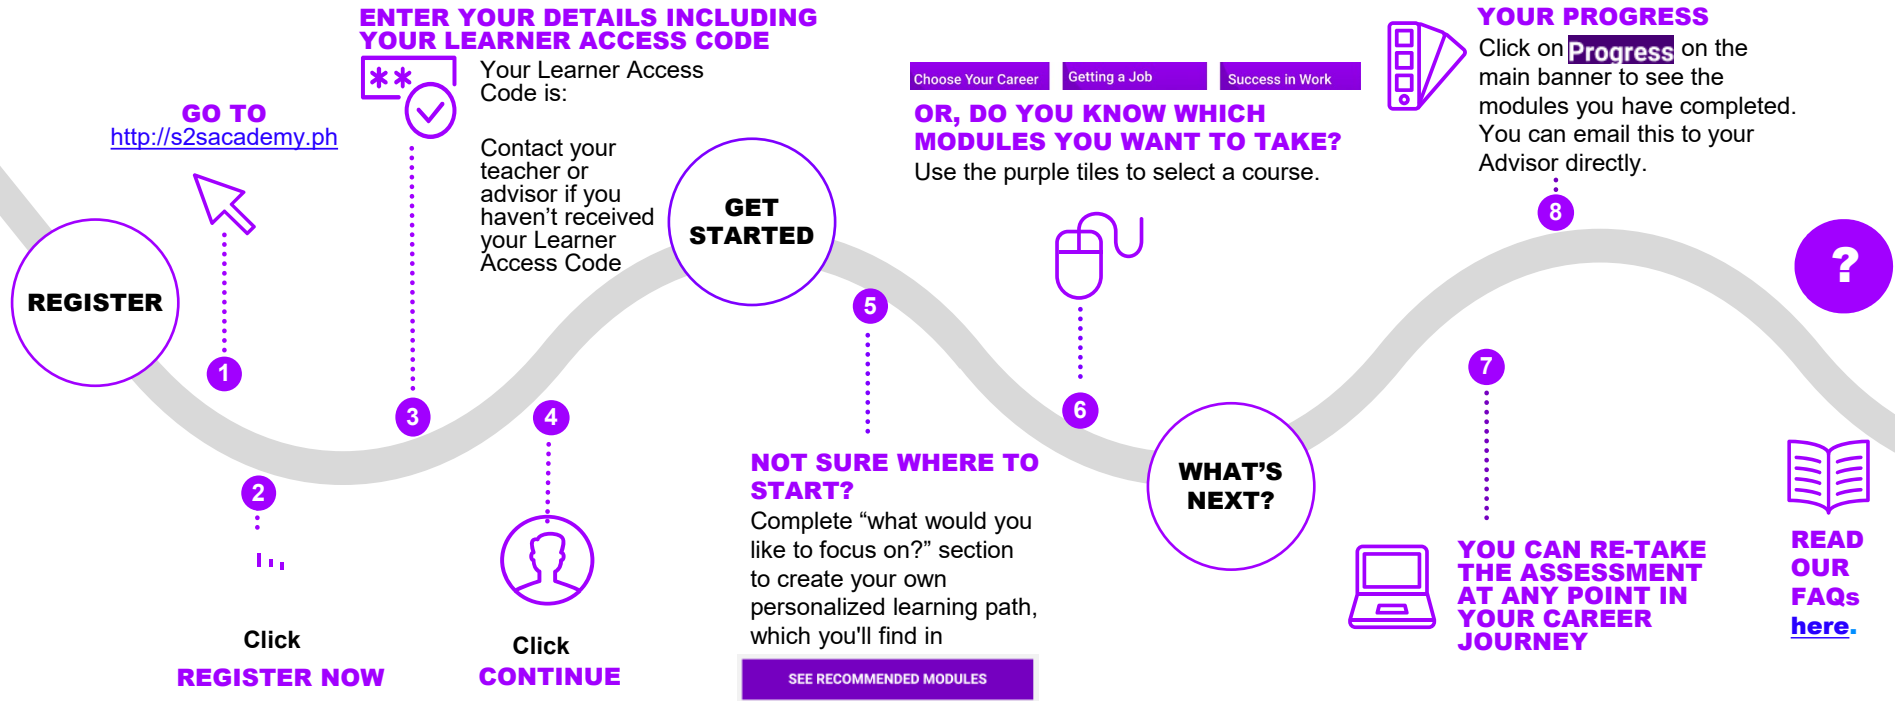 REGISTER
GO TO
http://s2sacademy.ph
1
2
Click
REGISTER NOW
ENTER YOUR DETAILS INCLUDING
YOUR LEARNER ACCESS CODE
**
Your Learner Access
Code is:
Contact your
teacher or
advisor if you
haven’t received
your Learner
Access Code
3
4
Click
CONTINUE
GET
STARTED
5
NOT SURE WHERE TO
START?
Complete “what would you
like to focus on?” section
to create your own
personalized learning path,
which you'll find in
SEE RECOMMENDED MODULES
Choose Your Career
Getting a Job
Success in Work
OR, DO YOU KNOW WHICH
MODULES YOU WANT TO TAKE?
Use the purple tiles to select a course.
6
WHAT’S
NEXT?
7
YOU CAN RE-TAKE
THE ASSESSMENT
AT ANY POINT IN
YOUR CAREER
JOURNEY
YOUR PROGRESS
Click on Progress on the
main banner to see the
modules you have completed.
You can email this to your
Advisor directly.
8
?
READ
OUR
FAQs
here.